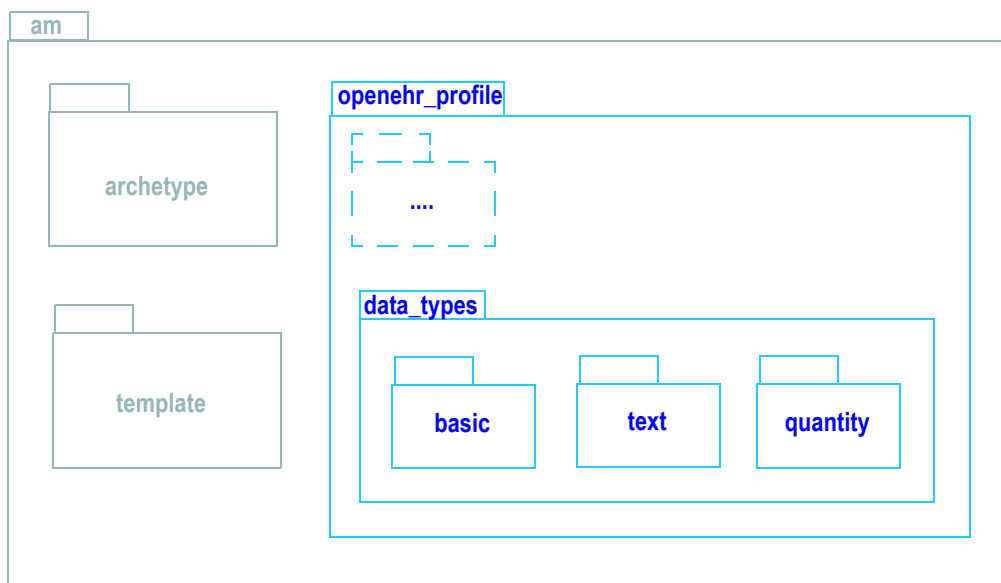 am
archetype
template
openehr_profile
....
data_types
basic
text
quantity